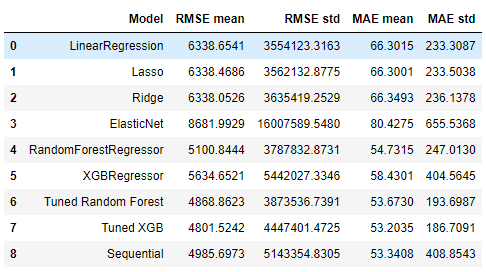 Model RMSE mean RMSE std MAE mean MAE std
0 LinearRegression 6338.6541 3554123.3163 66.3015 233.3087
1 Lasso 6338.4686 3562132.8775 66.3001 233.5038
2 Ridge 6338.0526 3635419.2529 66.3493 236.1378
3 ElasticNet 8681.9929 16007589.5480 80.4275 655.5368
4 RandomForestRegressor 5100.8444 3787832.8731 54.7315 247.0130
5 XGBRegressor 5634.6521 5442027.3346 58.4301 404.5645
6 Tuned Random Forest 4868.8623 3873536.7391 53.6730 193.6987
7 Tuned XGB 4801.5242 4447401.4725 53.2035 186.7091
8 Sequential 4985.6973 5143354.8305 53.3408 408.8543